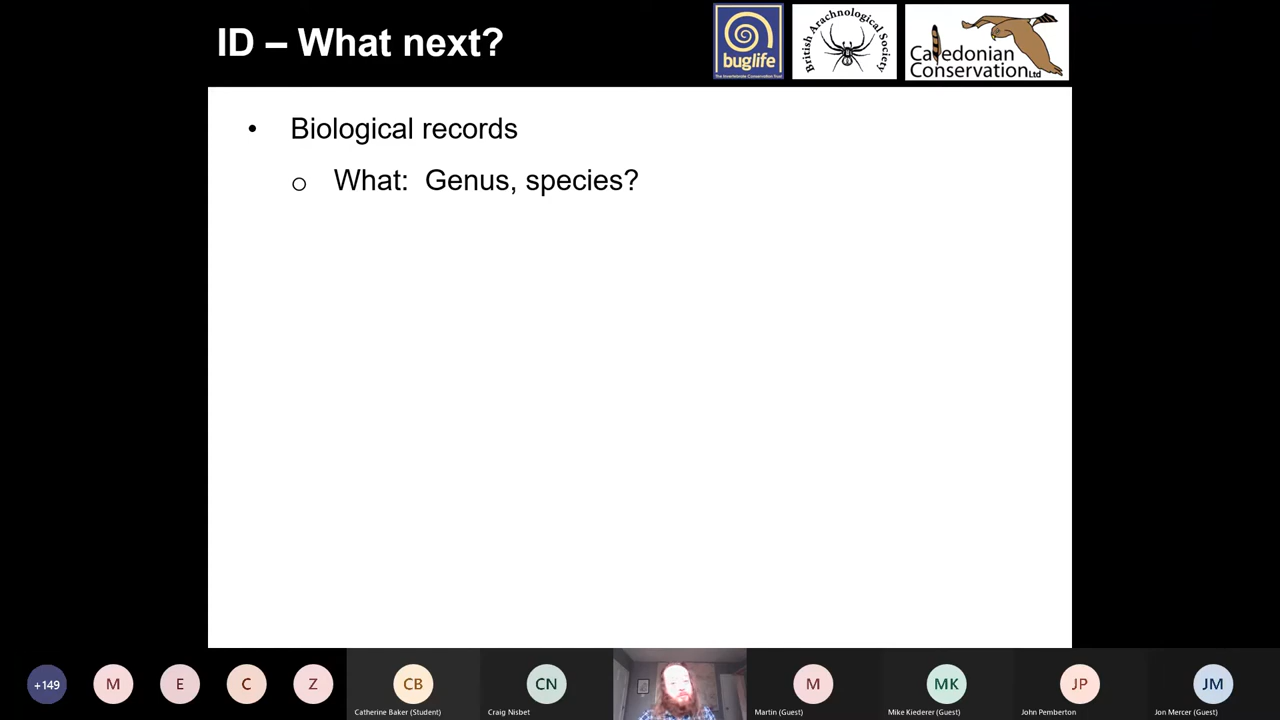 ID – What next?
buglife
The Invertebrate Conservation Trust
British Arachnological Society
Caledonian
Conservation Ltd
• Biological records
o What: Genus, species?
+149
M
E
C
Z
CB
Catherine Baker (Student)
CN
Craig Nisbet
M
Martin (Guest)
MK
Mike Kiederer (Guest)
JP
John Pemberton
JM
Jon Mercer (Guest)